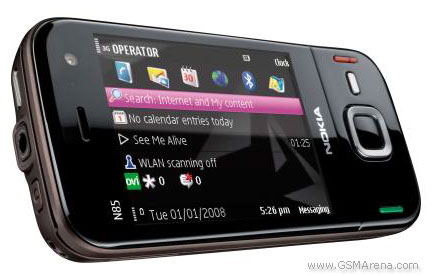 3G OPERATOR
Clock
Search: Internet and My content
No calendar entries today
See Me Alive 01:25
WLAN scanning off
ovi 0 0
Tue 01/01/2008 5:26 pm Messaging
N85
NOKIA
www.GSMArena.com